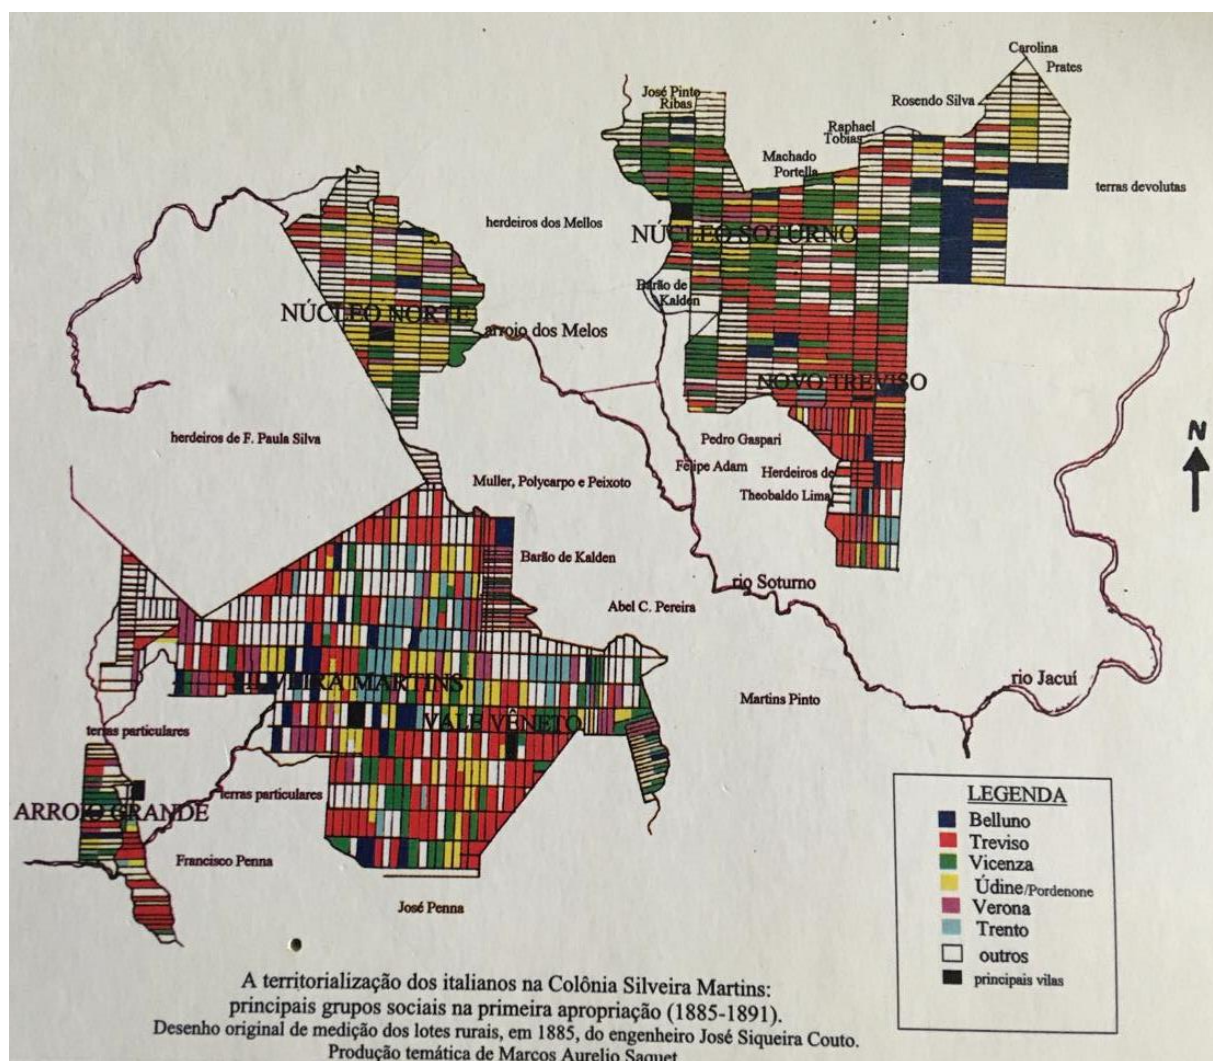 Carolina
Prates
Rosendo Silva
José Pinto
Ribas
Raphael
Tobias
Machado
Portella
terras devolutas
herdeiros dos Mellos
NÚCLEO SOTURNO
Barão de
Kalden
NÚCLEO NORTE
arroio dos Melos
NOVO TREVISO
herdeiros de F. Paula Silva
Pedro Gaspari
N
Felipe Adam
Herdeiros de
Theobaldo Lima
Muller, Polycarpo e Peixoto
Barão de Kalden
rio Soturno
Abel C. Pereira
rio Jacuí
SILVEIRA MARTINS
Martins Pinto
VALE VÊNETO
terras particulares
terras particulares
ARROIO GRANDE
Francisco Penna
José Penna
LEGENDA
Belluno
Treviso
Vicenza
Údine/Pordenone
Verona
Trento
outros
principais vilas
A territorialização dos italianos na Colônia Silveira Martins:
principais grupos sociais na primeira apropriação (1885-1891).
Desenho original de medição dos lotes rurais, em 1885, do engenheiro José Siqueira Couto.
Produção temática de Marcos Aurelio Saquet